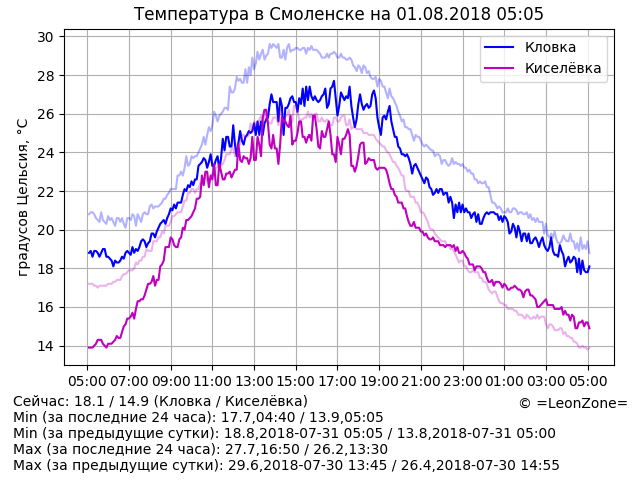 Температура в Смоленске на 01.08.2018 05:05
градусов Цельсия, °C
30
28
26
24
22
20
18
16
14
Кловка
Киселёвка
05:00 07:00 09:00 11:00 13:00 15:00 17:00 19:00 21:00 23:00 01:00 03:00 05:00
Сейчас: 18.1 / 14.9 (Кловка / Киселёвка)
© =LeonZone=
Min (за последние 24 часа): 17.7,04:40 / 13.9,05:05
Min (за предыдущие сутки): 18.8,2018-07-31 05:05 / 13.8,2018-07-31 05:00
Max (за последние 24 часа): 27.7,16:50 / 26.2,13:30
Max (за предыдущие сутки): 29.6,2018-07-30 13:45 / 26.4,2018-07-30 14:55